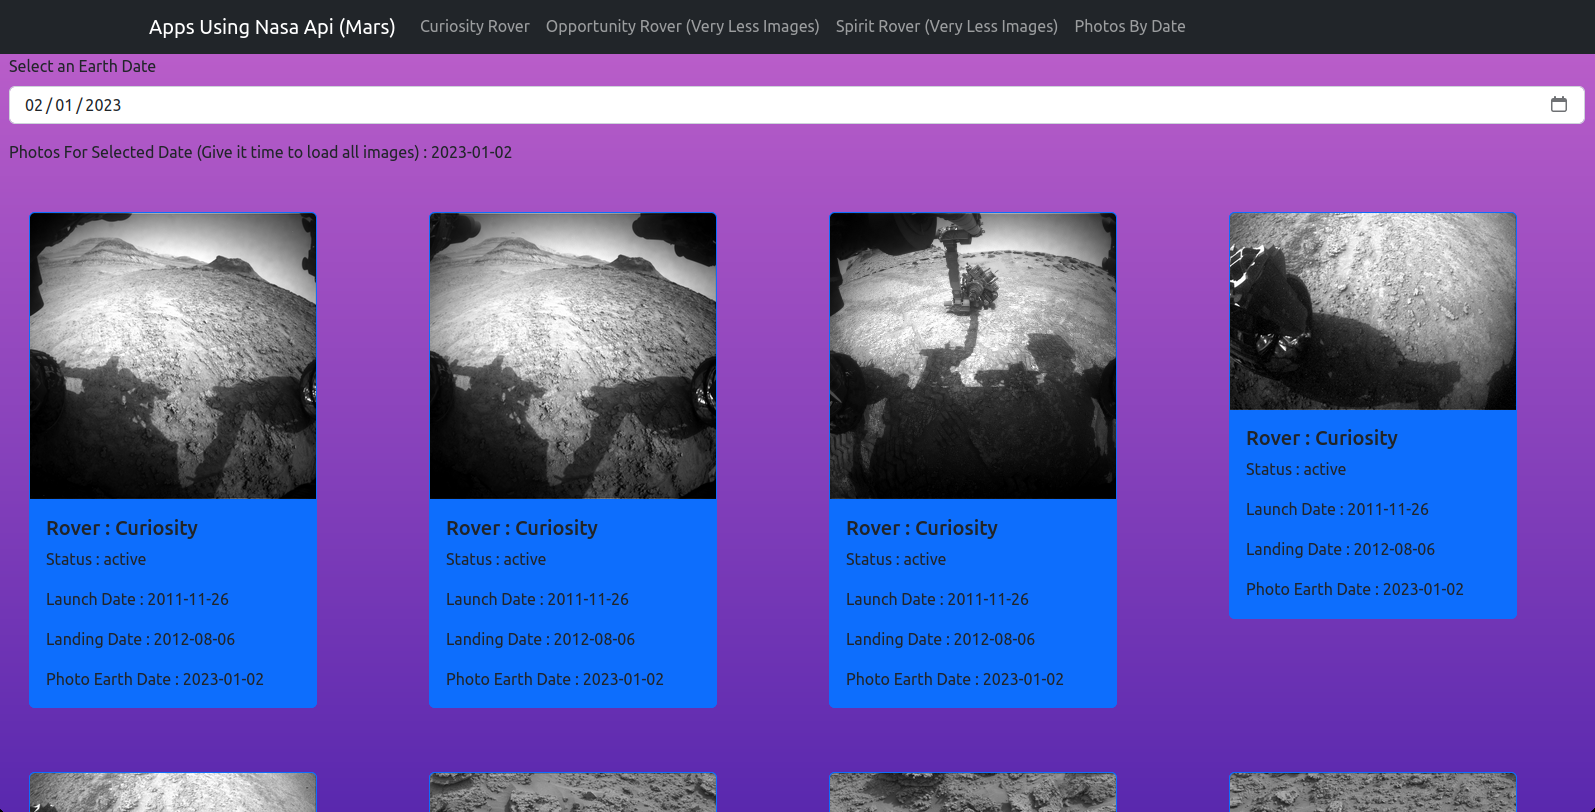 Apps Using Nasa Api (Mars) Curiosity Rover Opportunity Rover (Very Less Images) Spirit Rover (Very Less Images) Photos By Date
Select an Earth Date
02/01/2023
Photos For Selected Date (Give it time to load all images) : 2023-01-02
Rover : Curiosity
Status : active
Launch Date : 2011-11-26
Landing Date : 2012-08-06
Photo Earth Date : 2023-01-02
Rover : Curiosity
Status : active
Launch Date : 2011-11-26
Landing Date : 2012-08-06
Photo Earth Date : 2023-01-02
Rover : Curiosity
Status : active
Launch Date : 2011-11-26
Landing Date : 2012-08-06
Photo Earth Date : 2023-01-02
Rover : Curiosity
Status : active
Launch Date : 2011-11-26
Landing Date : 2012-08-06
Photo Earth Date : 2023-01-02